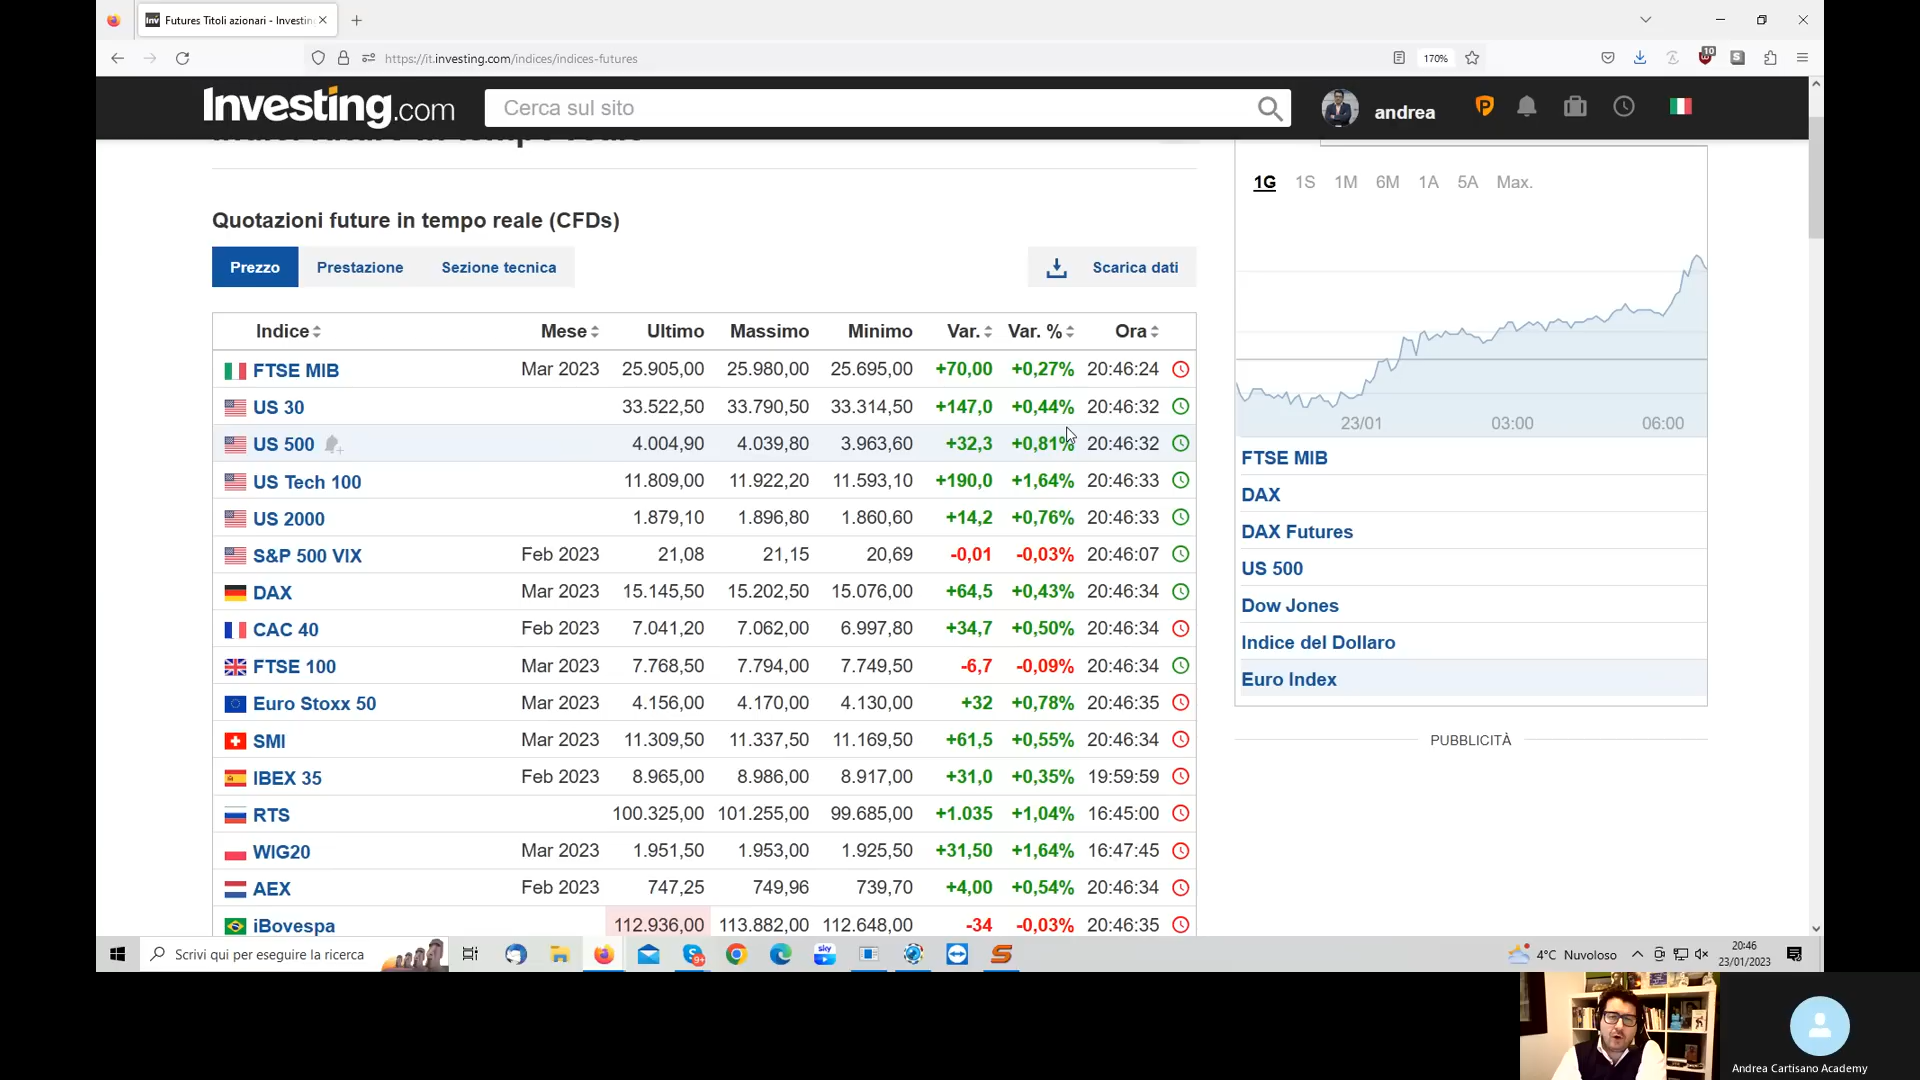 Futures Titoli azionari - Investin
https://it.investing.com/indices/indices-futures
170%
10
Investing.com
Cerca sul sito
andrea
Quotazioni future in tempo reale (CFDs)
Prezzo Prestazione Sezione tecnica Scarica dati
Indice Mese Ultimo Massimo Minimo Var. Var. % Ora
FTSE MIB Mar 2023 25.905,00 25.980,00 25.695,00 +70,00 +0,27% 20:46:24
US 30 33.522,50 33.790,50 33.314,50 +147,0 +0,44% 20:46:32
US 500 4.004,90 4.039,80 3.963,60 +32,3 +0,81% 20:46:32
US Tech 100 11.809,00 11.922,20 11.593,10 +190,0 +1,64% 20:46:33
US 2000 1.879,10 1.896,80 1.860,60 +14,2 +0,76% 20:46:33
S&P 500 VIX Feb 2023 21,08 21,15 20,69 -0,01 -0,03% 20:46:07
DAX Mar 2023 15.145,50 15.202,50 15.076,00 +64,5 +0,43% 20:46:34
CAC 40 Feb 2023 7.041,20 7.062,00 6.997,80 +34,7 +0,50% 20:46:34
FTSE 100 Mar 2023 7.768,50 7.794,00 7.749,50 -6,7 -0,09% 20:46:34
Euro Stoxx 50 Mar 2023 4.156,00 4.170,00 4.130,00 +32 +0,78% 20:46:35
SMI Mar 2023 11.309,50 11.337,50 11.169,50 +61,5 +0,55% 20:46:34
IBEX 35 Feb 2023 8.965,00 8.986,00 8.917,00 +31,0 +0,35% 19:59:59
RTS 100.325,00 101.255,00 99.685,00 +1.035 +1,04% 16:45:00
WIG20 Mar 2023 1.951,50 1.953,00 1.925,50 +31,50 +1,64% 16:47:45
AEX Feb 2023 747,25 749,96 739,70 +4,00 +0,54% 20:46:34
iBovespa 112.936,00 113.882,00 112.648,00 -34 -0,03% 20:46:35
1G 1S 1M 6M 1A 5A Max.
23/01 03:00 06:00
FTSE MIB
DAX
DAX Futures
US 500
Dow Jones
Indice del Dollaro
Euro Index
PUBBLICITÀ
Scrivi qui per eseguire la ricerca
sky
4°C Nuvoloso
20:46
23/01/2023
Andrea Cartisano Academy